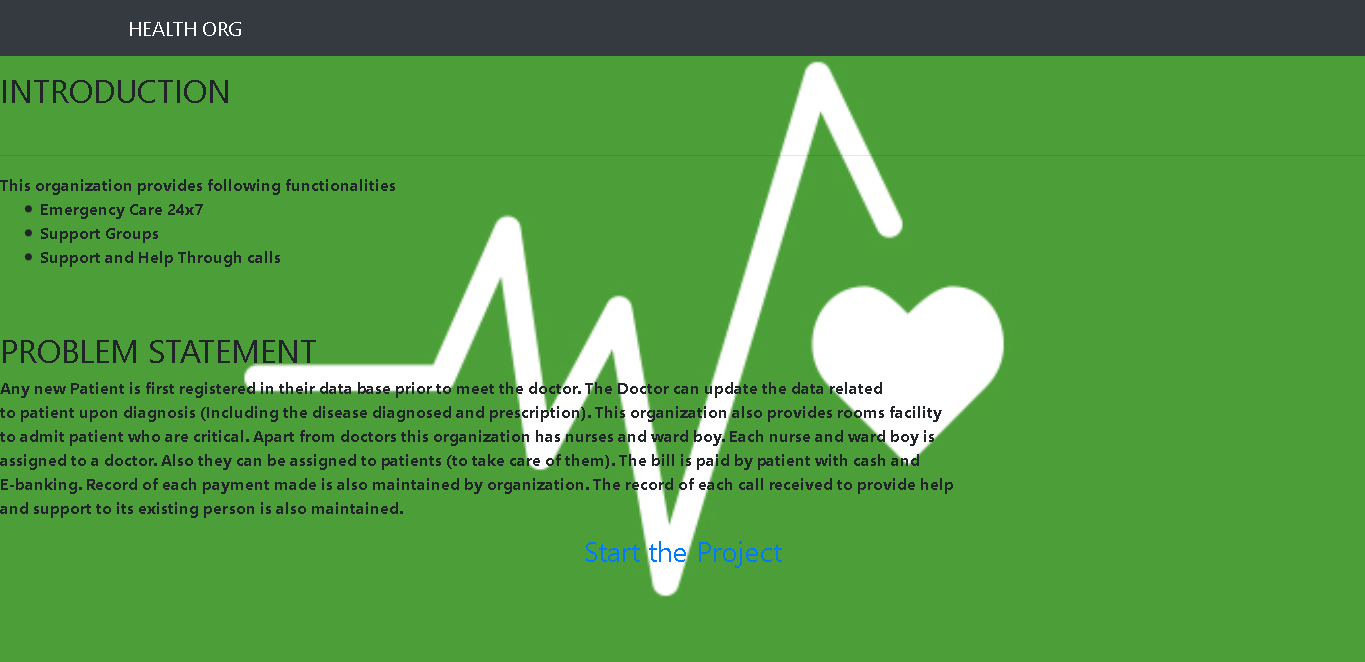 HEALTH ORG
INTRODUCTION
This organization provides following functionalities
Emergency Care 24x7
Support Groups
Support and Help Through calls
PROBLEM STATEMENT
Any new Patient is first registered in their data base prior to meet the doctor. The Doctor can update the data related
to patient upon diagnosis (Including the disease diagnosed and prescription). This organization also provides rooms facility
to admit patient who are critical. Apart from doctors this organization has nurses and ward boy. Each nurse and ward boy is
assigned to a doctor. Also they can be assigned to patients (to take care of them). The bill is paid by patient with cash and
E-banking. Record of each payment made is also maintained by organization. The record of each call received to provide help
and support to its existing person is also maintained.
Start the Project